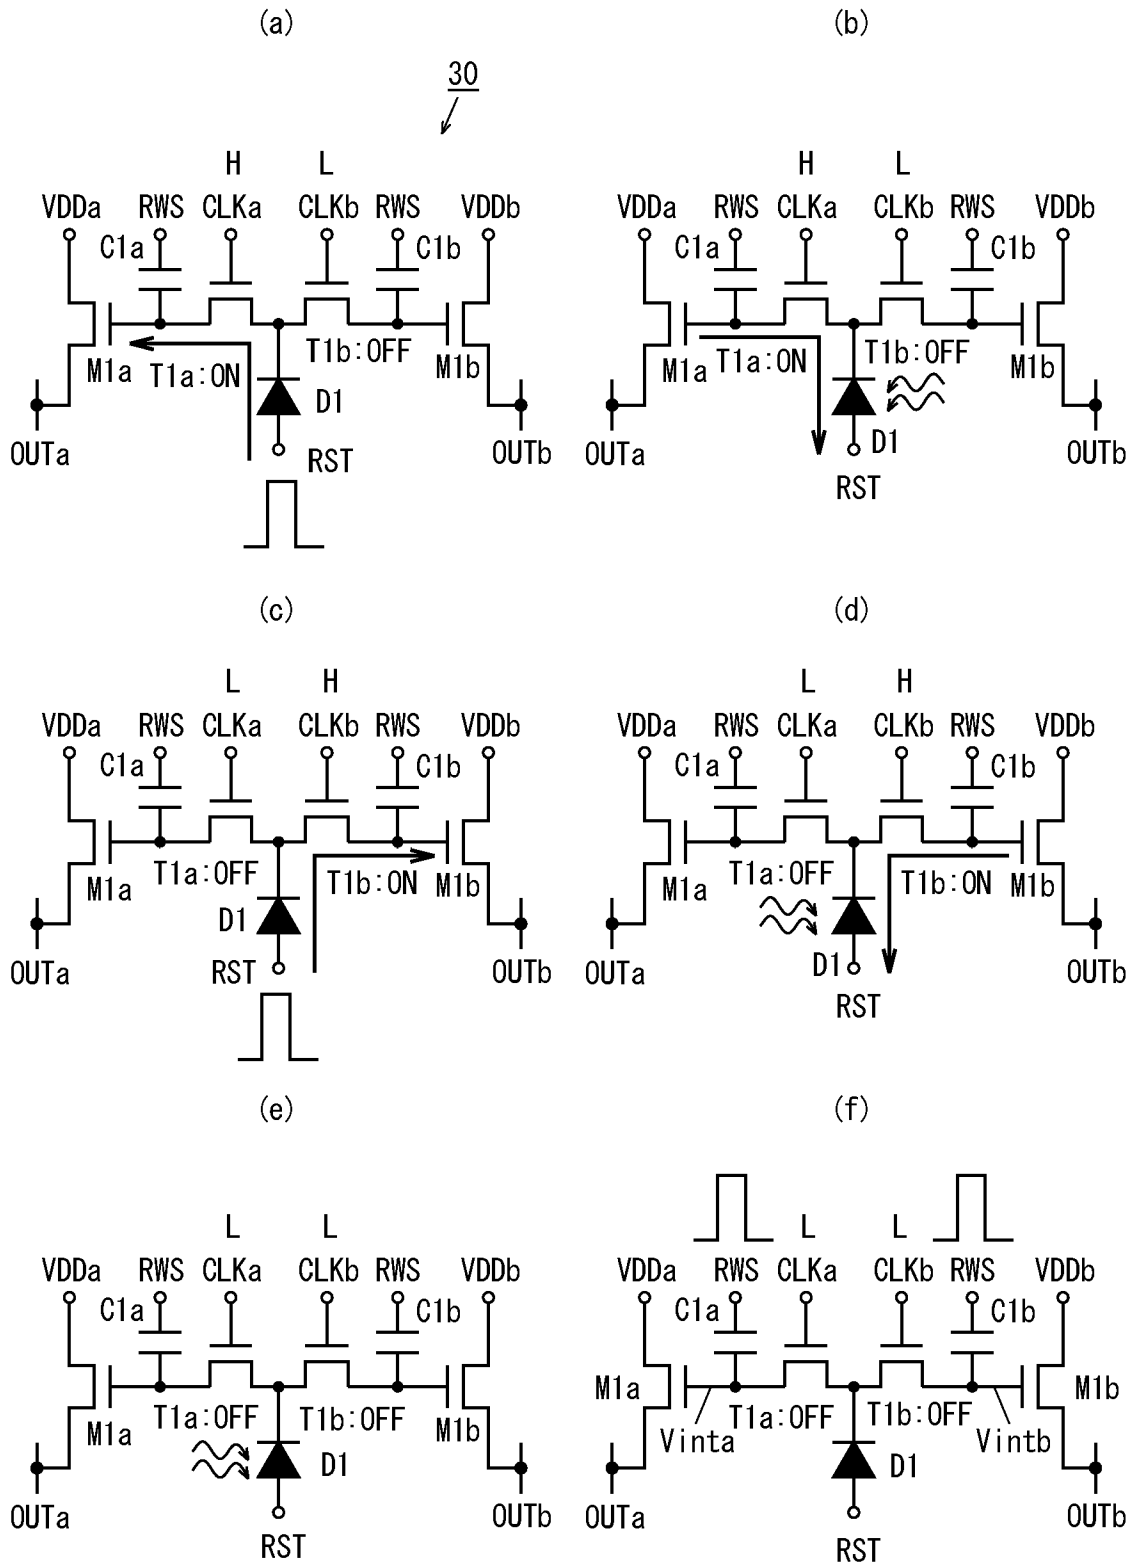 (a) (b)
30
H L H L
VDDa RWS CLKa CLKb RWS VDDb VDDa RWS CLKa CLKb RWS VDDb
C1a C1b C1a C1b
M1a T1a:ON T1b:OFF M1b M1a T1a:ON T1b:OFF M1b
D1 D1
OUTa RST OUTb OUTa RST OUTb
(c) (d)
L H L H
VDDa RWS CLKa CLKb RWS VDDb VDDa RWS CLKa CLKb RWS VDDb
C1a C1b C1a C1b
M1a T1a:OFF T1b:ON M1b M1a T1a:OFF T1b:ON M1b
D1 D1
OUTa RST OUTb OUTa RST OUTb
(e) (f)
L L L L
VDDa RWS CLKa CLKb RWS VDDb VDDa RWS CLKa CLKb RWS VDDb
C1a C1b C1a C1b
M1a T1a:OFF T1b:OFF M1b M1a T1a:OFF T1b:OFF M1b
Vinta Vintb
D1 D1
OUTa RST OUTb OUTa RST OUTb